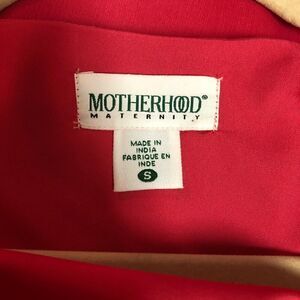 MOTHERHOOD®
MATERNITY
MADE IN
INDIA
FABRIQUE EN
INDE
S